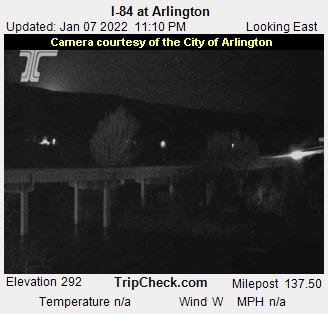 I-84 at Arlington
Updated: Jan 07 2022 11:10 PM Looking East
Camera courtesy of the City of Arlington
Elevation 292 TripCheck.com Milepost 137.50
Temperature n/a Wind W MPH n/a